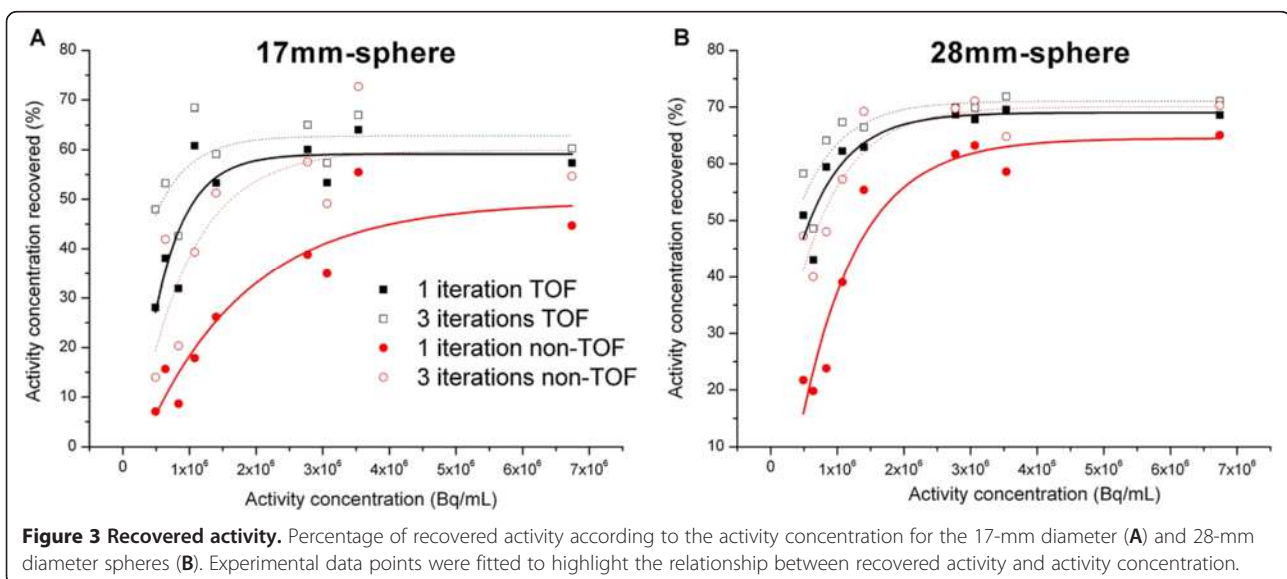 A
17mm-sphere
Activity concentration recovered (%)
80
70
60
50
40
30
20
10
0
1 iteration TOF
3 iterations TOF
1 iteration non-TOF
3 iterations non-TOF
0
1x10⁶
2x10⁶
3x10⁶
4x10⁶
5x10⁶
6x10⁶
7x10⁶
Activity concentration (Bq/mL)
B
28mm-sphere
Activity concentration recovered (%)
80
70
60
50
40
30
20
10
0
1x10⁶
2x10⁶
3x10⁶
4x10⁶
5x10⁶
6x10⁶
7x10⁶
Activity concentration (Bq/mL)
Figure 3 Recovered activity. Percentage of recovered activity according to the activity concentration for the 17-mm diameter (A) and 28-mm
diameter spheres (B). Experimental data points were fitted to highlight the relationship between recovered activity and activity concentration.